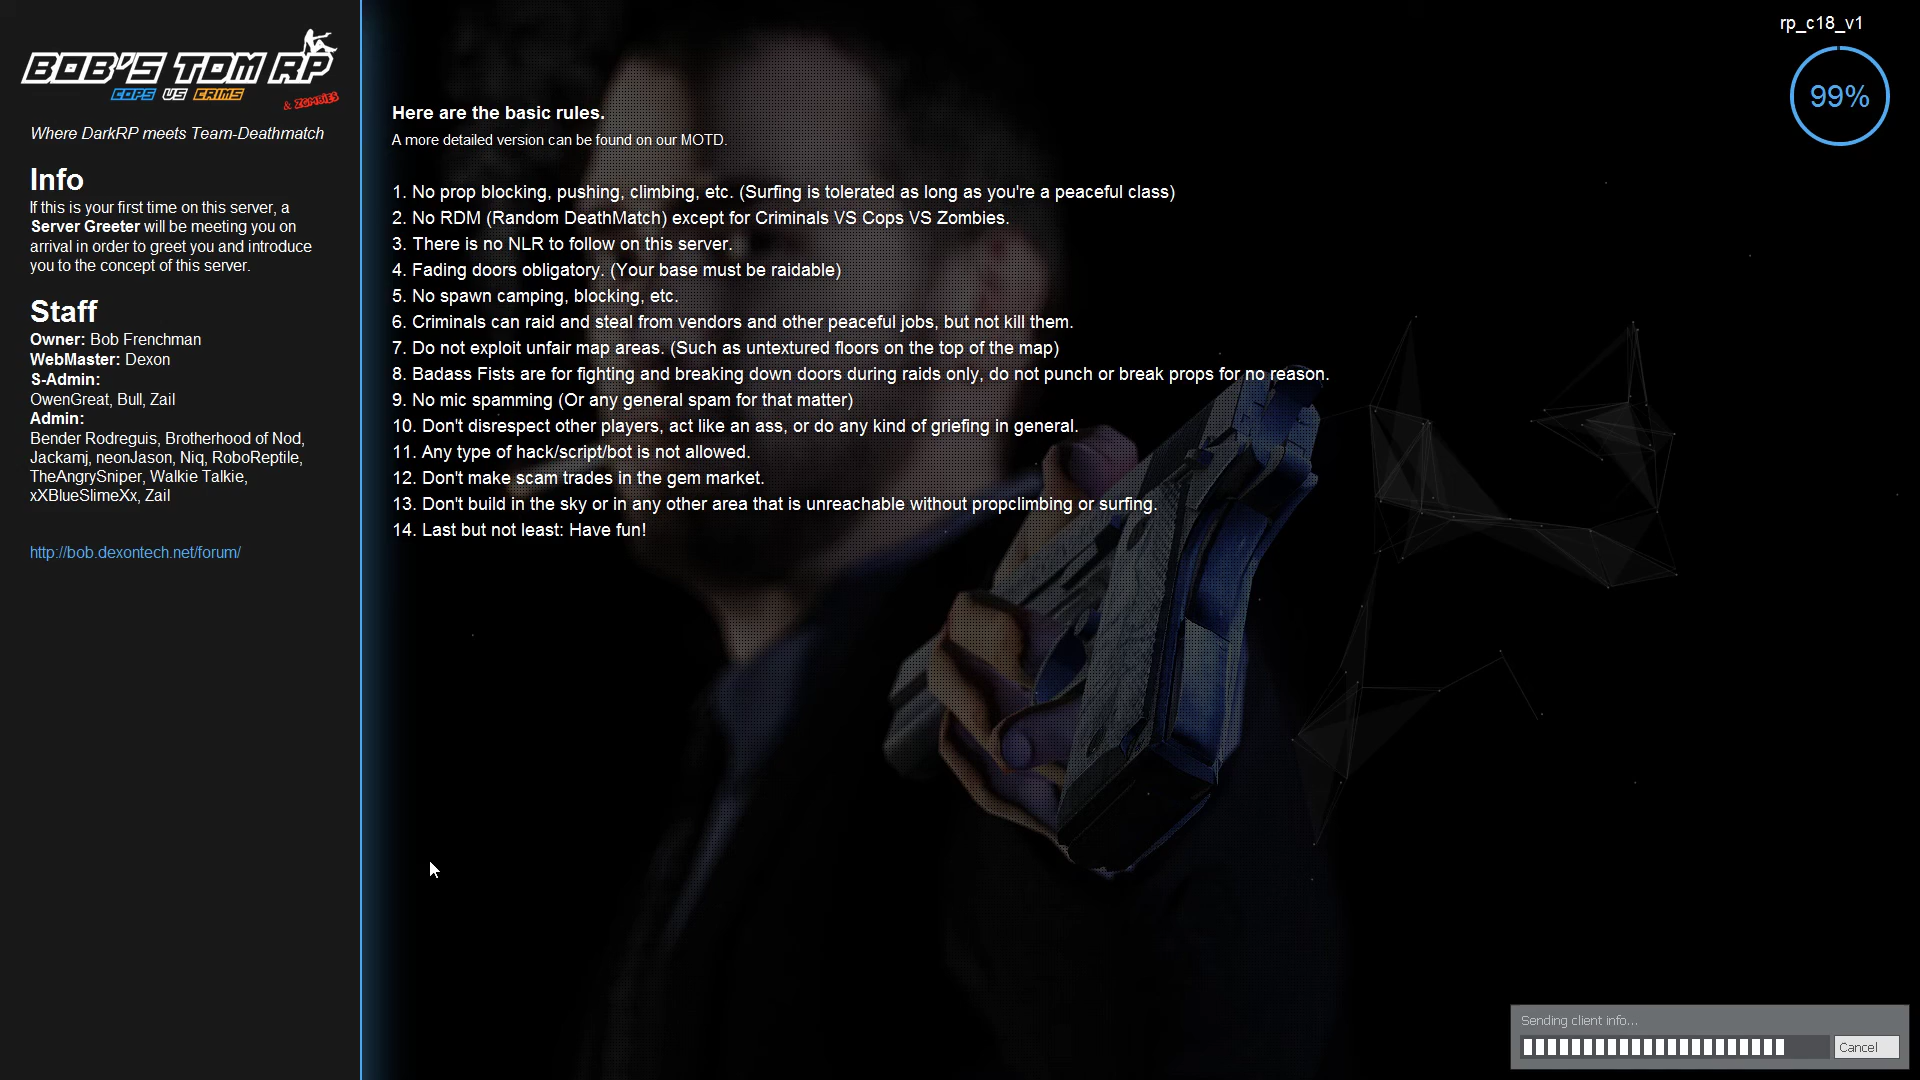 BOB'S TDM RP
COPS VS CRIMS
& ZOMBIES
Where DarkRP meets Team-Deathmatch
Info
If this is your first time on this server, a
Server Greeter will be meeting you on
arrival in order to greet you and introduce
you to the concept of this server.
Staff
Owner: Bob Frenchman
WebMaster: Dexon
S-Admin:
OwenGreat, Bull, Zail
Admin:
Bender Rodreguis, Brotherhood of Nod,
Jackamj, neonJason, Niq, RoboReptile,
TheAngrySniper, Walkie Talkie,
xXBlueSlimeXx, Zail
http://bob.dexontech.net/forum/
Here are the basic rules.
A more detailed version can be found on our MOTD.
1. No prop blocking, pushing, climbing, etc. (Surfing is tolerated as long as you're a peaceful class)
2. No RDM (Random DeathMatch) except for Criminals VS Cops VS Zombies.
3. There is no NLR to follow on this server.
4. Fading doors obligatory. (Your base must be raidable)
5. No spawn camping, blocking, etc.
6. Criminals can raid and steal from vendors and other peaceful jobs, but not kill them.
7. Do not exploit unfair map areas. (Such as untextured floors on the top of the map)
8. Badass Fists are for fighting and breaking down doors during raids only, do not punch or break props for no reason.
9. No mic spamming (Or any general spam for that matter)
10. Don't disrespect other players, act like an ass, or do any kind of griefing in general.
11. Any type of hack/script/bot is not allowed.
12. Don't make scam trades in the gem market.
13. Don't build in the sky or in any other area that is unreachable without propclimbing or surfing.
14. Last but not least: Have fun!
rp_c18_v1
99%
Sending client info...
Cancel